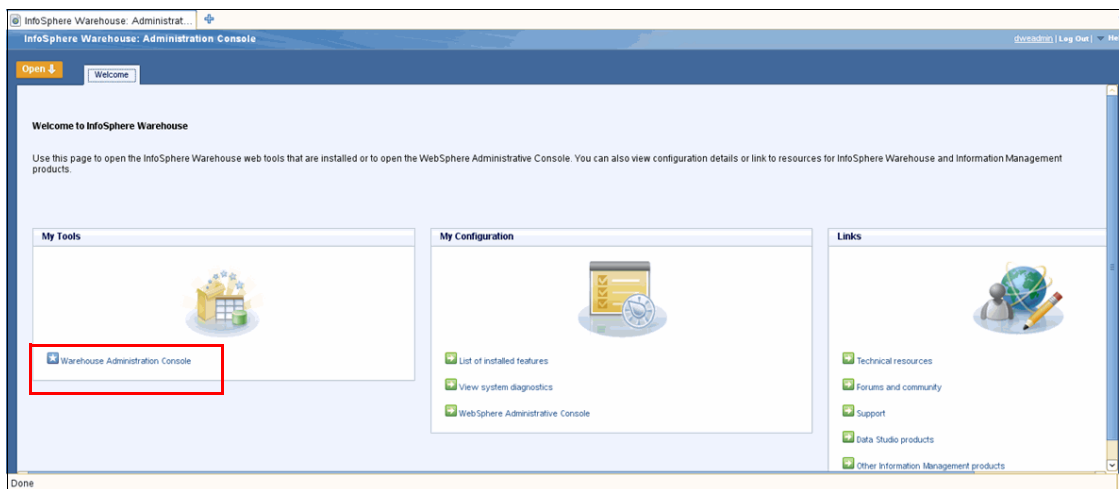 InfoSphere Warehouse: Administrat...
InfoSphere Warehouse: Administration Console
dweadmin | Log Out | He
Open
Welcome
Welcome to InfoSphere Warehouse
Use this page to open the InfoSphere Warehouse web tools that are installed or to open the WebSphere Administrative Console. You can also view configuration details or link to resources for InfoSphere Warehouse and Information Management
products.
My Tools
Warehouse Administration Console
My Configuration
List of installed features
View system diagnostics
WebSphere Administrative Console
Links
Technical resources
Forums and community
Support
Data Studio products
Other Information Management products
Done